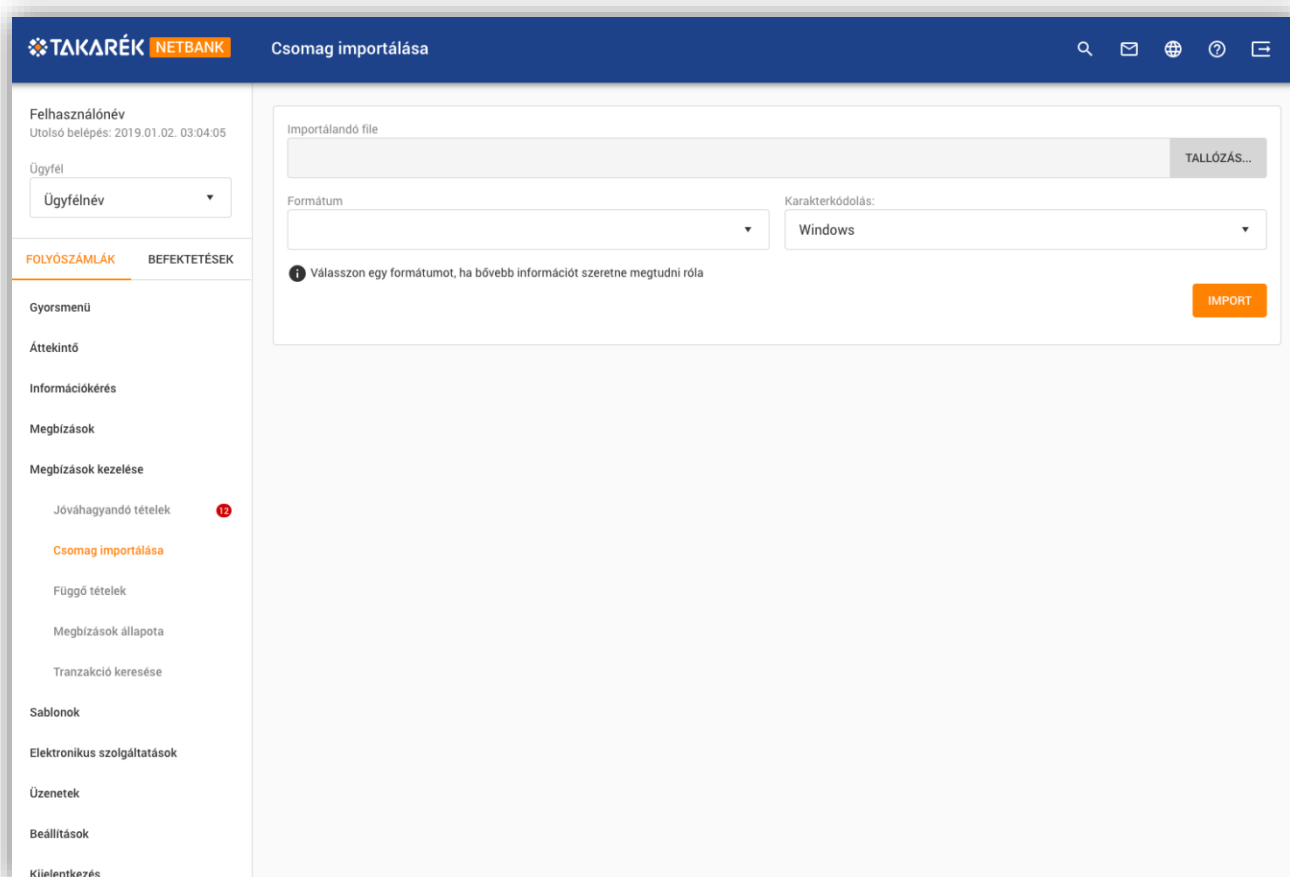 TAKARÉK NETBANK
Csomag importálása
Felhasználónév
Utolsó belépés: 2019.01.02. 03:04:05
Ügyfél
Ügyfélnév
FOLYÓSZÁMLÁK BEFEKTETÉSEK
Gyorsmenü
Áttekintő
Információkérés
Megbízások
Megbízások kezelése
Jóváhagyandó tételek 12
Csomag importálása
Függő tételek
Megbízások állapota
Tranzakció keresése
Sablonok
Elektronikus szolgáltatások
Üzenetek
Beállítások
Kijelentkezés
Importálandó file
TALLÓZÁS...
Formátum
Karakterkódolás:
Windows
Válasszon egy formátumot, ha bővebb információt szeretne megtudni róla
IMPORT